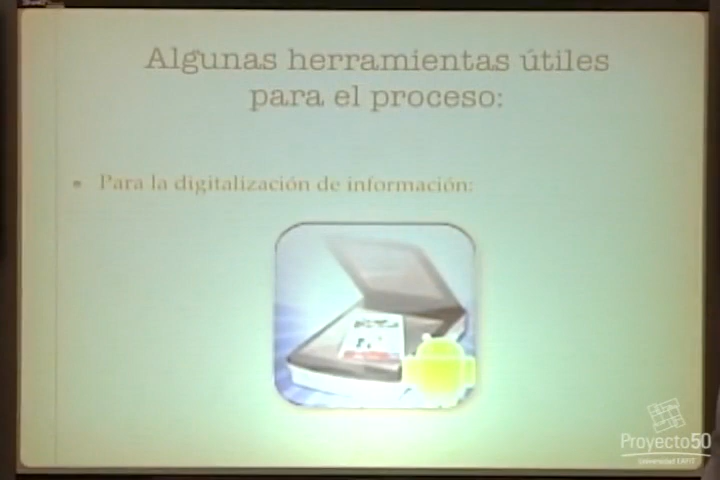 Algunas herramientas útiles
para el proceso:
• Para la digitalización de información:
Proyecto50
Universidad EAFIT